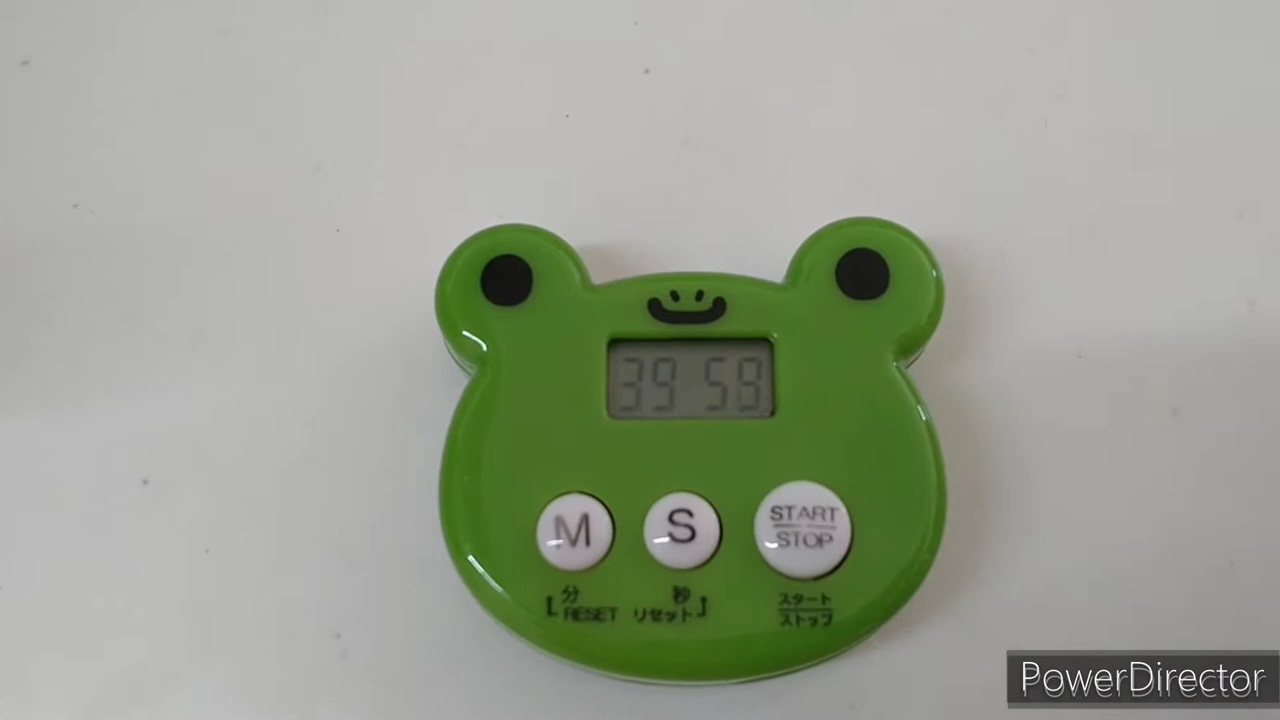 39 58
M
S
START
STOP
分
秒
RESET リセット
スタート
ストップ
PowerDirector